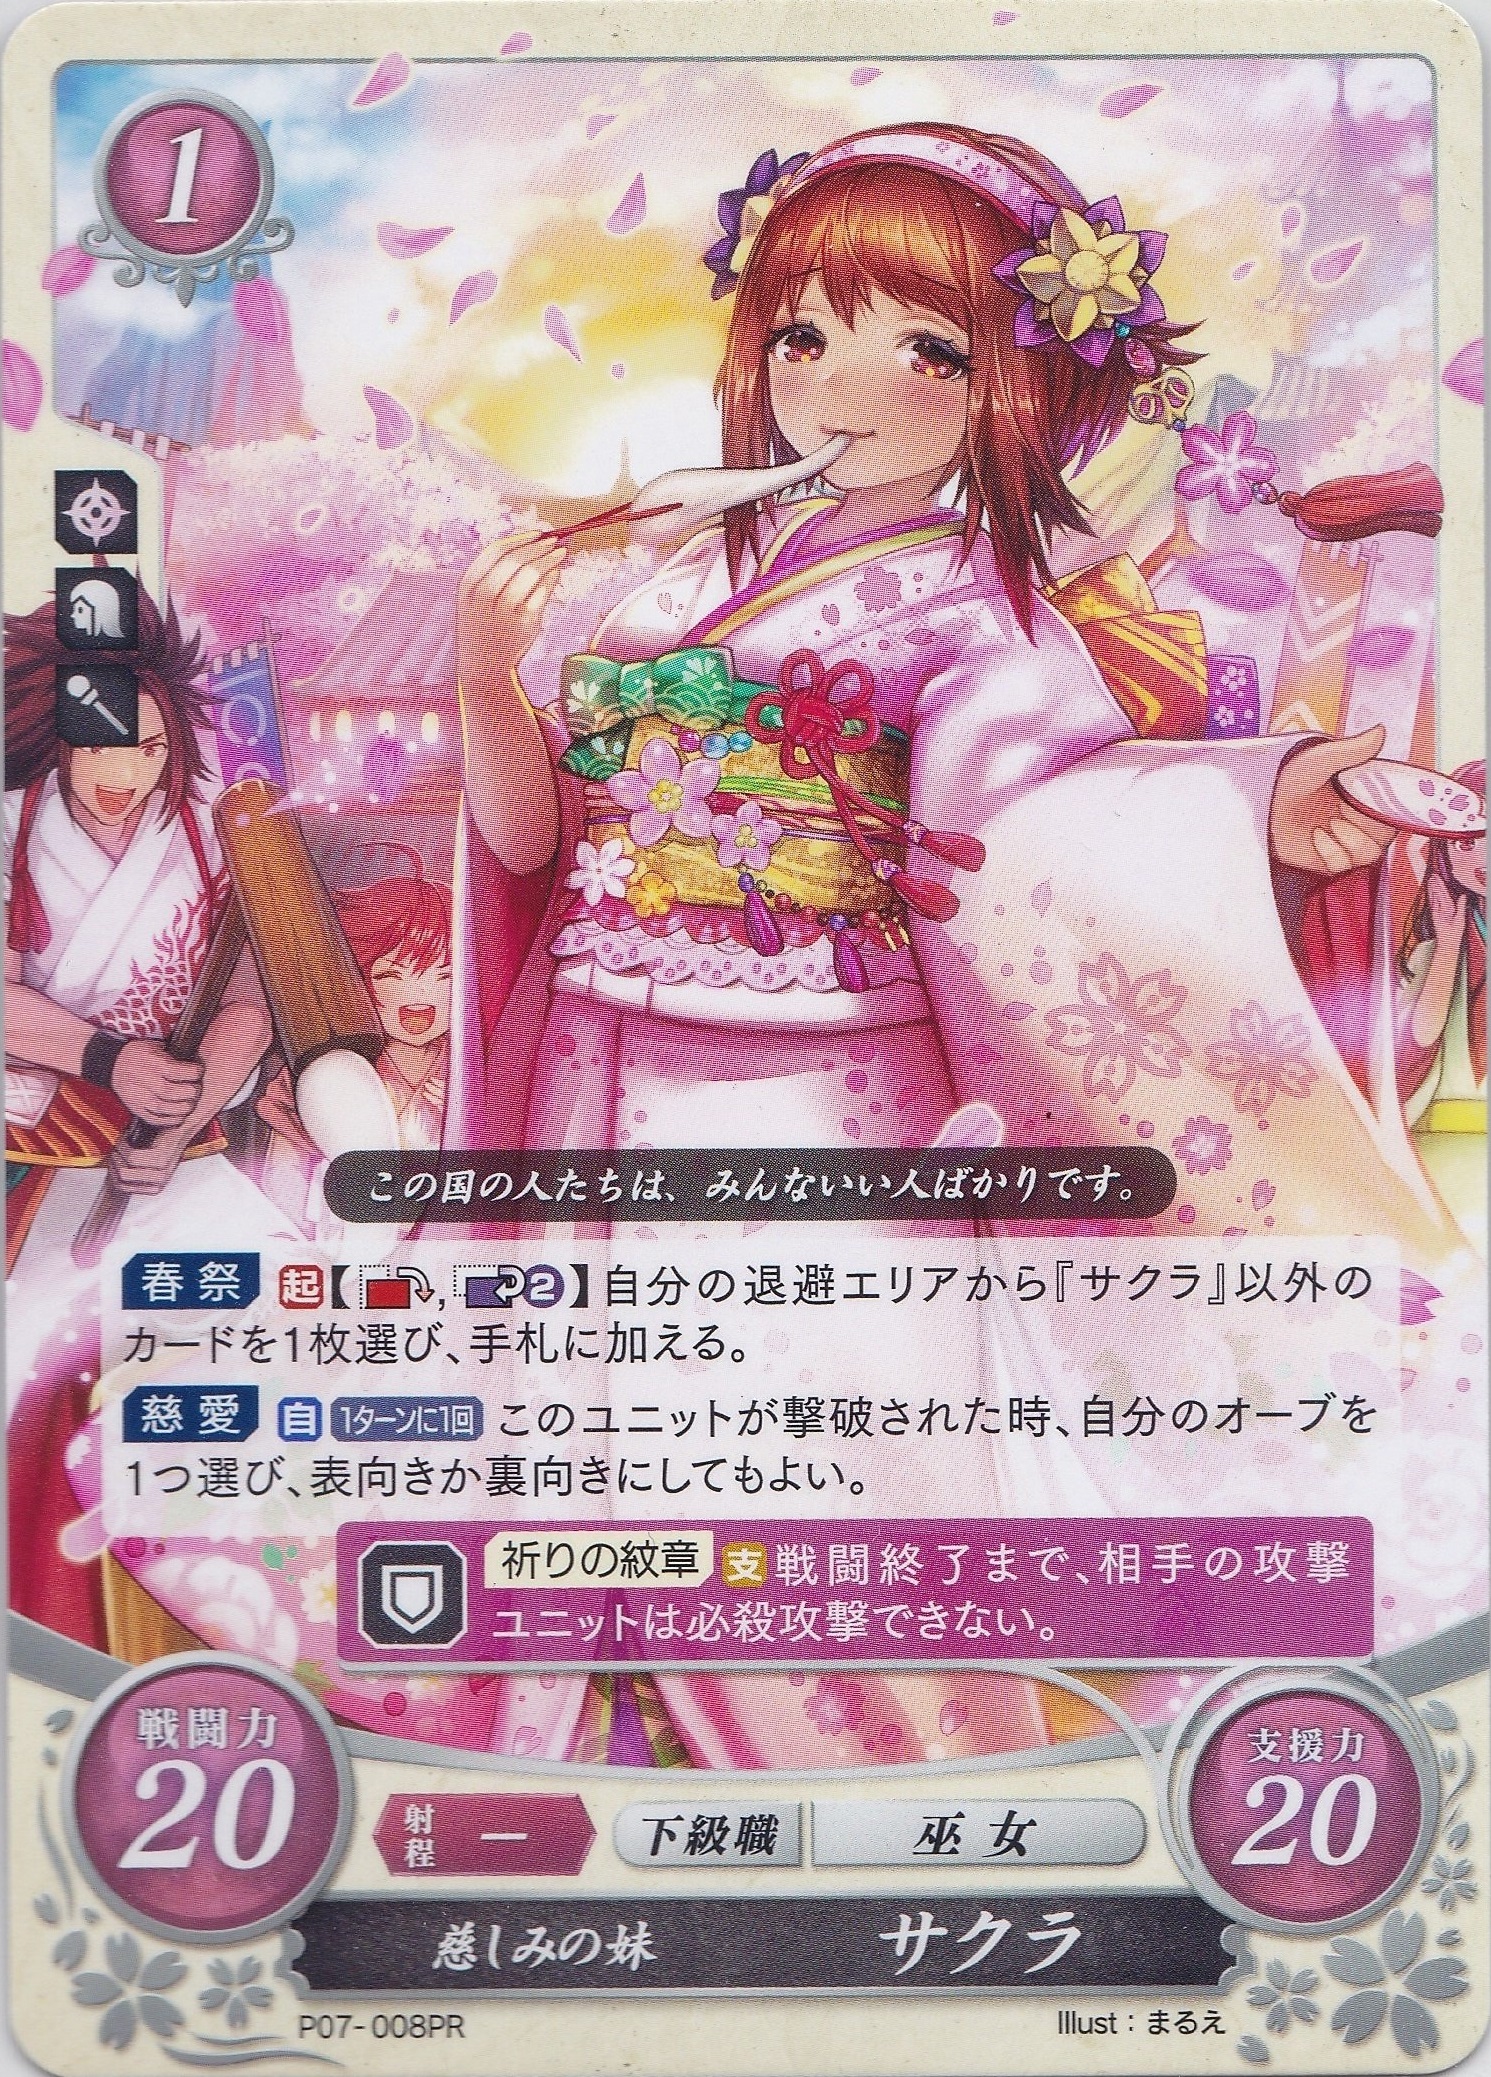 1
この国の人たちは、みんないい人ばかりです。
春祭 起【 , 2】自分の退避エリアから『サクラ』以外の
カードを1枚選び、手札に加える。
慈愛 自 1ターンに1回 このユニットが撃破された時、自分のオーブを
1つ選び、表向きか裏向きにしてもよい。
祈りの紋章 支 戦闘終了まで、相手の攻撃
ユニットは必殺攻撃できない。
戦闘力
20
射程 ー
下級職
巫女
支援力
20
慈しみの妹 サクラ
P07-008PR
Illust：まるえ